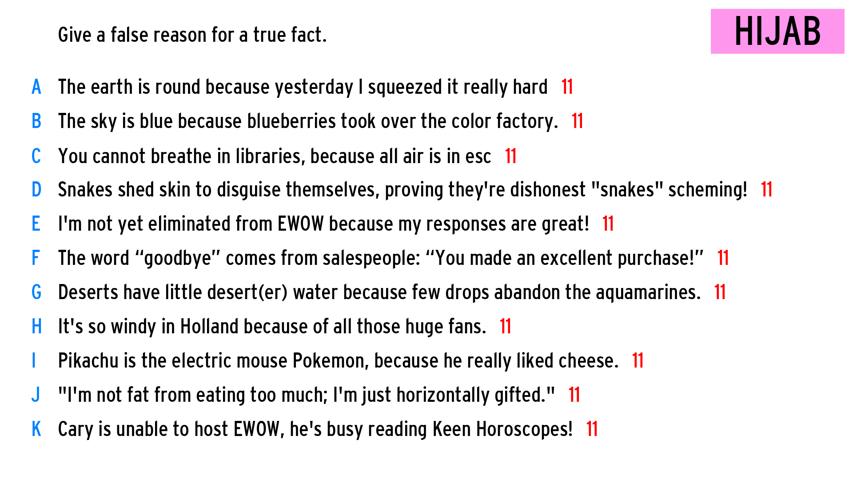 Give a false reason for a true fact.
HIJAB
A The earth is round because yesterday I squeezed it really hard 11
B The sky is blue because blueberries took over the color factory. 11
C You cannot breathe in libraries, because all air is in esc 11
D Snakes shed skin to disguise themselves, proving they're dishonest "snakes" scheming! 11
E I'm not yet eliminated from EWOW because my responses are great! 11
F The word “goodbye” comes from salespeople: “You made an excellent purchase!” 11
G Deserts have little desert(er) water because few drops abandon the aquamarines. 11
H It's so windy in Holland because of all those huge fans. 11
I Pikachu is the electric mouse Pokemon, because he really liked cheese. 11
J "I'm not fat from eating too much; I'm just horizontally gifted." 11
K Cary is unable to host EWOW, he's busy reading Keen Horoscopes! 11